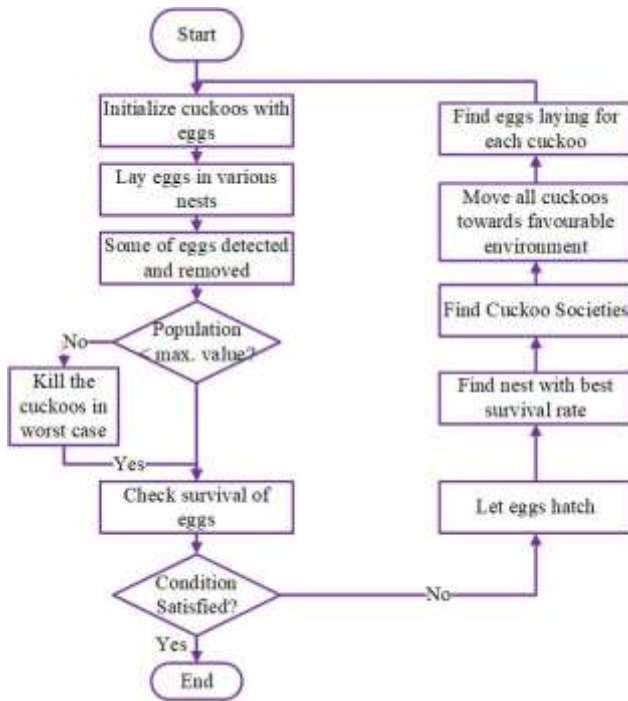 Start
Initialize cuckoos with
eggs
Lay eggs in various
nests
Some of eggs detected
and removed
Population
< max. value?
No
Kill the
cuckoos in
worst case
Yes
Check survival of
eggs
Condition
Satisfied?
No
Yes
End
Find eggs laying for
each cuckoo
Move all cuckoos
towards favourable
environment
Find Cuckoo Societies
Find nest with best
survival rate
Let eggs hatch